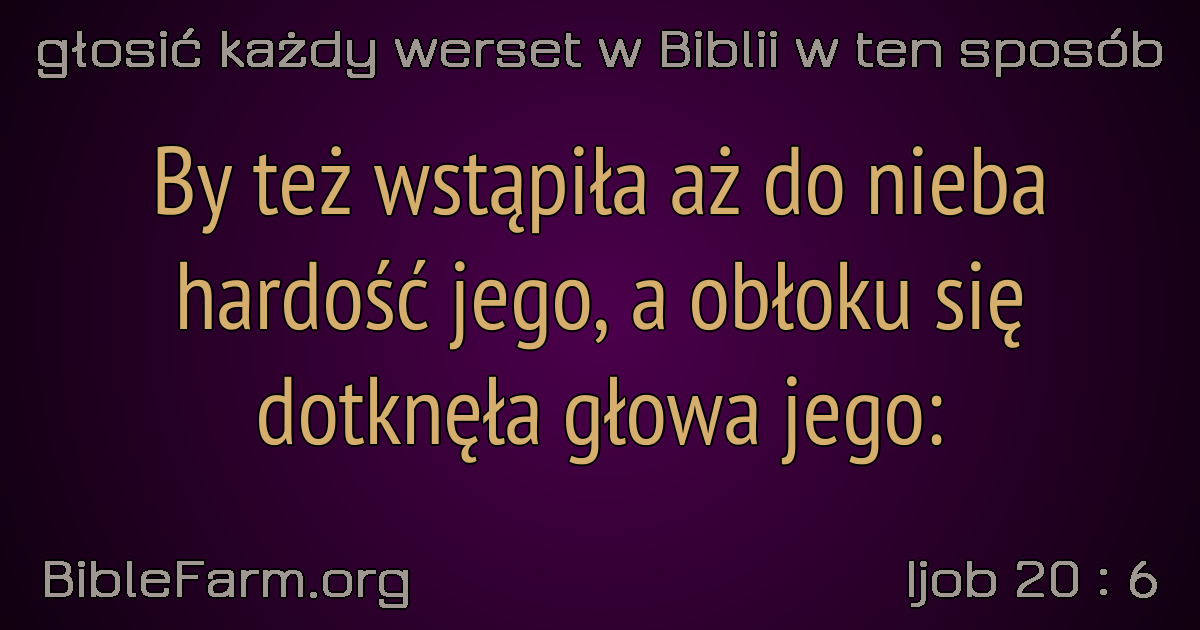 głosić każdy werset w Biblii w ten sposób
By też wstąpiła aż do nieba
hardość jego, a obłoku się
dotknęła głowa jego:
BibleFarm.org
Ijob 20 : 6